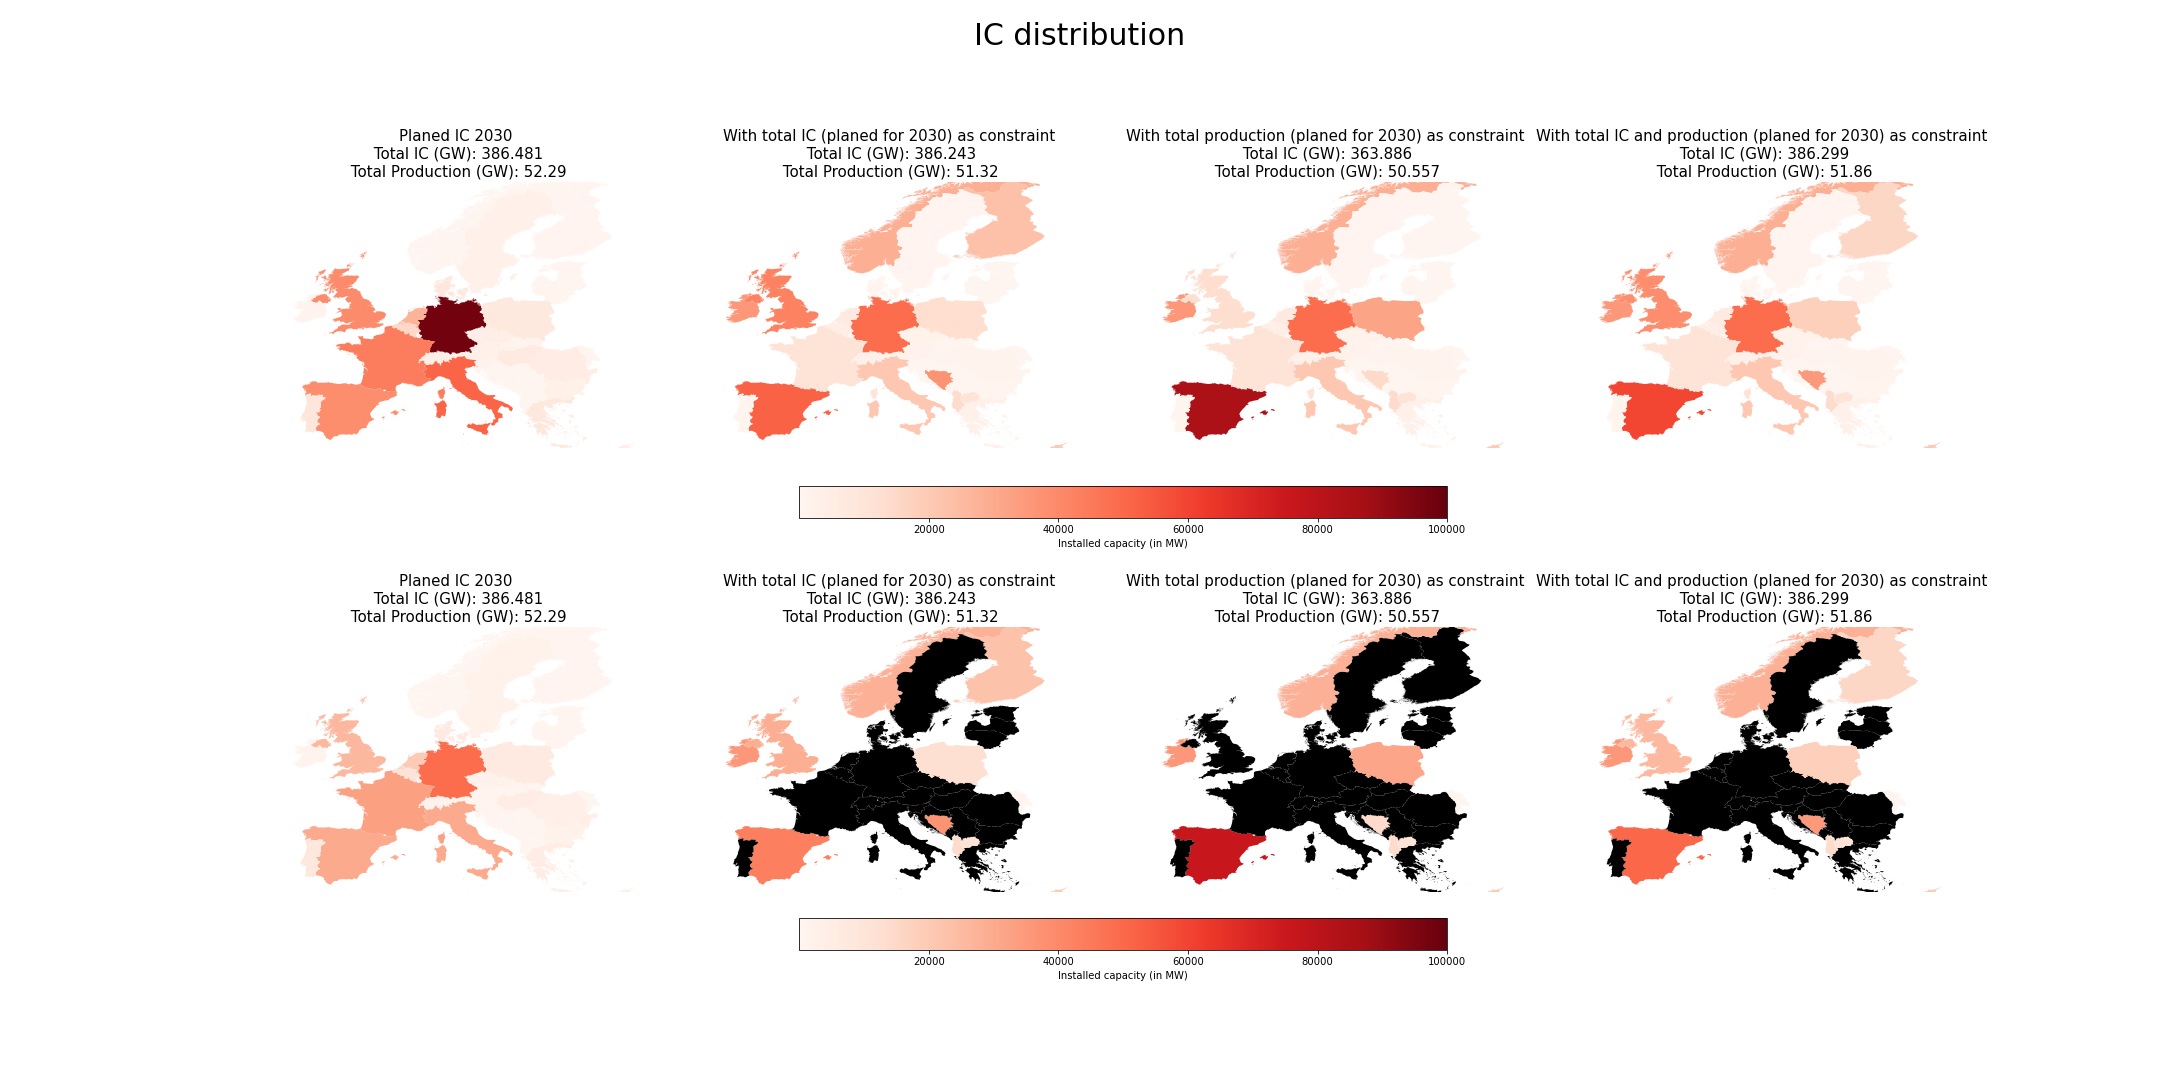 IC distribution
Planed IC 2030
Total IC (GW): 386.481
Total Production (GW): 52.29
With total IC (planed for 2030) as constraint
Total IC (GW): 386.243
Total Production (GW): 51.32
With total production (planed for 2030) as constraint
Total IC (GW): 363.886
Total Production (GW): 50.557
With total IC and production (planed for 2030) as constraint
Total IC (GW): 386.299
Total Production (GW): 51.86
20000 40000 60000 80000 100000
Installed capacity (in MW)
Planed IC 2030
Total IC (GW): 386.481
Total Production (GW): 52.29
With total IC (planed for 2030) as constraint
Total IC (GW): 386.243
Total Production (GW): 51.32
With total production (planed for 2030) as constraint
Total IC (GW): 363.886
Total Production (GW): 50.557
With total IC and production (planed for 2030) as constraint
Total IC (GW): 386.299
Total Production (GW): 51.86
20000 40000 60000 80000 100000
Installed capacity (in MW)